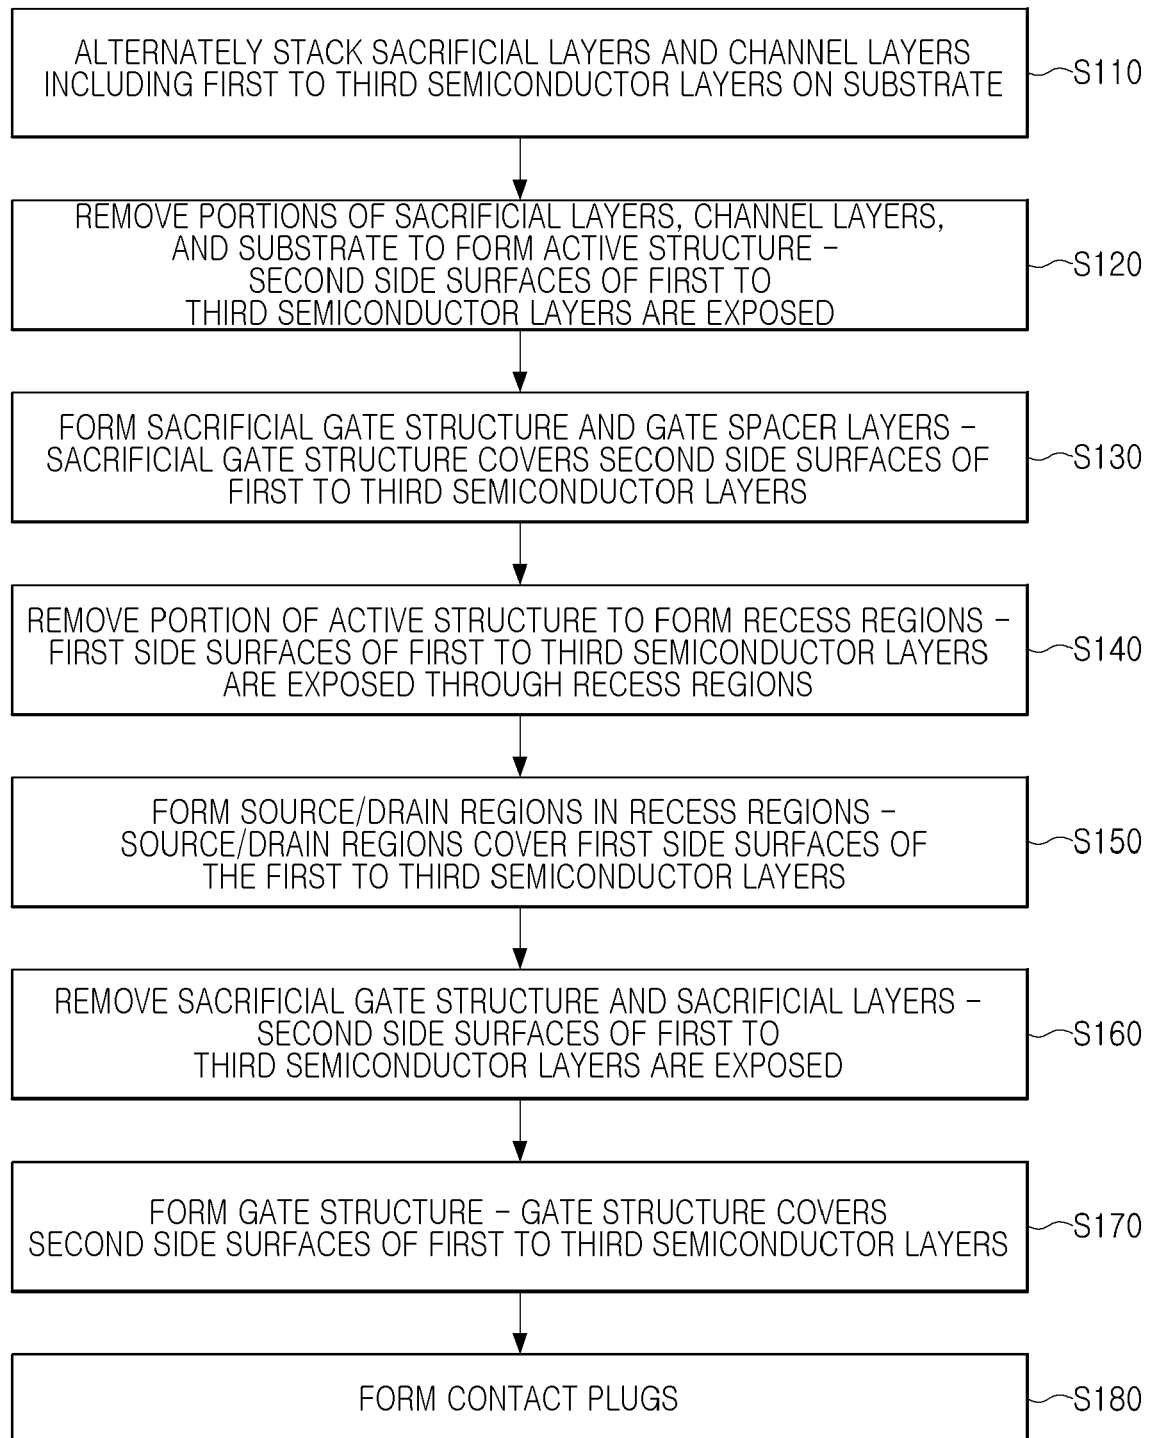 ALTERNATELY STACK SACRIFICIAL LAYERS AND CHANNEL LAYERS
INCLUDING FIRST TO THIRD SEMICONDUCTOR LAYERS ON SUBSTRATE
S110
REMOVE PORTIONS OF SACRIFICIAL LAYERS, CHANNEL LAYERS,
AND SUBSTRATE TO FORM ACTIVE STRUCTURE –
SECOND SIDE SURFACES OF FIRST TO
THIRD SEMICONDUCTOR LAYERS ARE EXPOSED
S120
FORM SACRIFICIAL GATE STRUCTURE AND GATE SPACER LAYERS –
SACRIFICIAL GATE STRUCTURE COVERS SECOND SIDE SURFACES OF
FIRST TO THIRD SEMICONDUCTOR LAYERS
S130
REMOVE PORTION OF ACTIVE STRUCTURE TO FORM RECESS REGIONS –
FIRST SIDE SURFACES OF FIRST TO THIRD SEMICONDUCTOR LAYERS
ARE EXPOSED THROUGH RECESS REGIONS
S140
FORM SOURCE/DRAIN REGIONS IN RECESS REGIONS –
SOURCE/DRAIN REGIONS COVER FIRST SIDE SURFACES OF
THE FIRST TO THIRD SEMICONDUCTOR LAYERS
S150
REMOVE SACRIFICIAL GATE STRUCTURE AND SACRIFICIAL LAYERS –
SECOND SIDE SURFACES OF FIRST TO
THIRD SEMICONDUCTOR LAYERS ARE EXPOSED
S160
FORM GATE STRUCTURE – GATE STRUCTURE COVERS
SECOND SIDE SURFACES OF FIRST TO THIRD SEMICONDUCTOR LAYERS
S170
FORM CONTACT PLUGS
S180